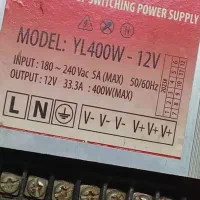 SWITCHING POWER SUPPLY
MODEL: YL400W - 12V
INPUT : 180 ~ 240 Vac 5A (MAX) 50/60Hz
OUTPUT : 12V 33.3A : 400W(MAX)
L N V- V- V- V+ V+ V+